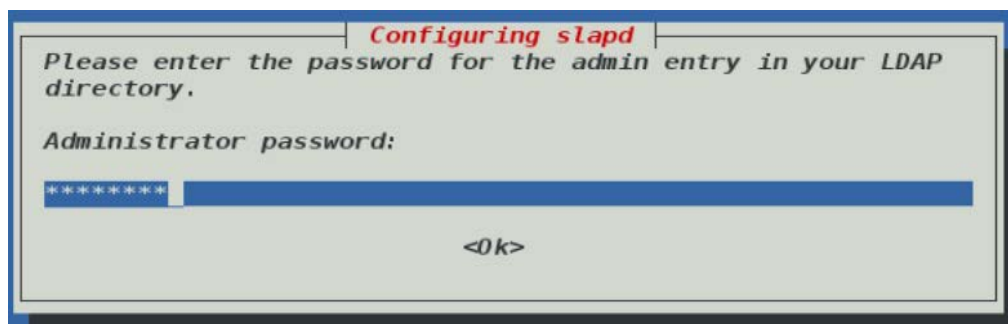 Configuring slapd
Please enter the password for the admin entry in your LDAP
directory.
Administrator password:
********
<Ok>